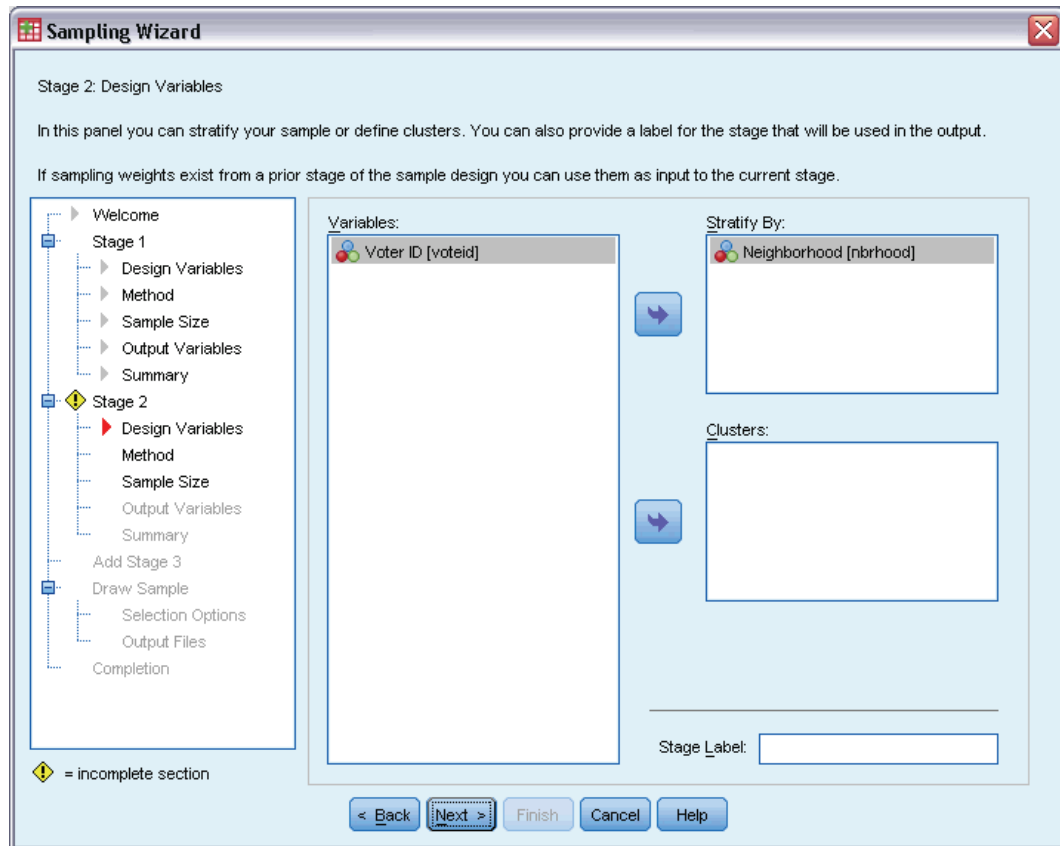 Sampling Wizard
Stage 2: Design Variables
In this panel you can stratify your sample or define clusters. You can also provide a label for the stage that will be used in the output.
If sampling weights exist from a prior stage of the sample design you can use them as input to the current stage.
Welcome
Stage 1
Design Variables
Method
Sample Size
Output Variables
Summary
Stage 2
Design Variables
Method
Sample Size
Output Variables
Summary
Add Stage 3
Draw Sample
Selection Options
Output Files
Completion
= incomplete section
Variables:
Voter ID [voteid]
Stratify By:
Neighborhood [nbrhood]
Clusters:
Stage Label:
< Back
Next >
Finish
Cancel
Help